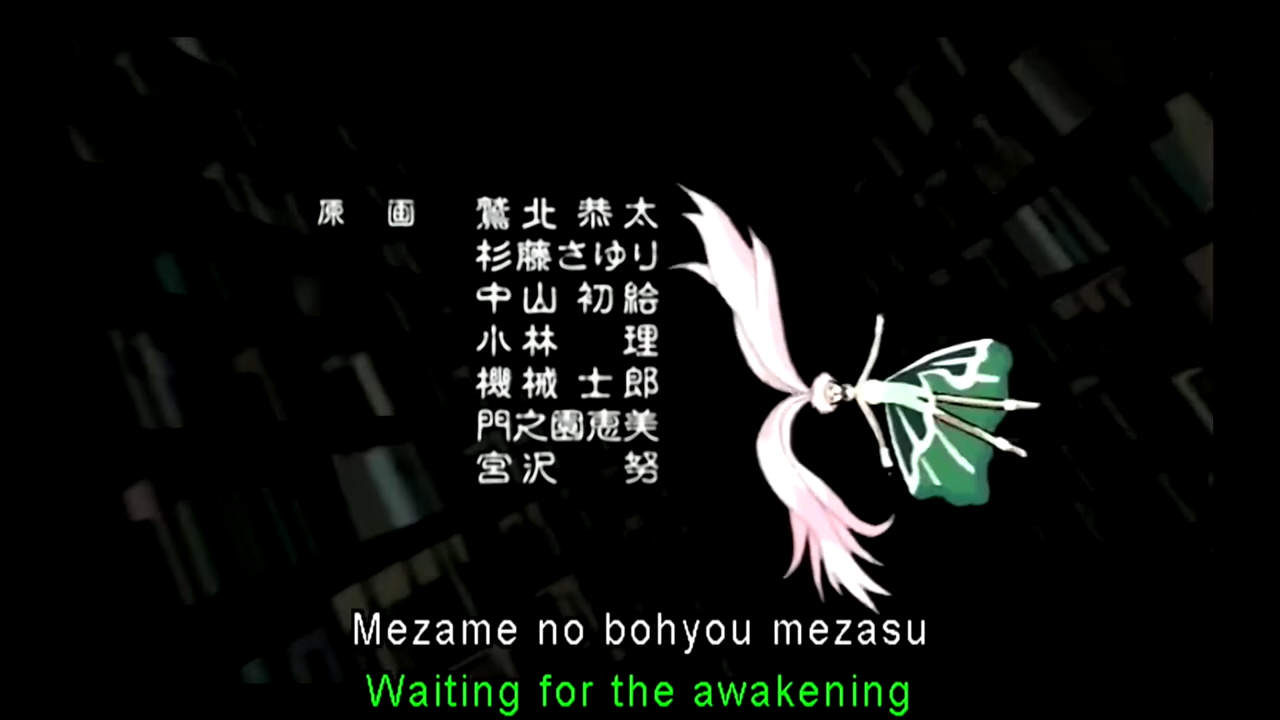 原画 鷲北恭太
杉藤さゆり
中山初絵
小林 理
機械士郎
門之園恵美
宮沢 努
Mezame no bohyou mezasu
Waiting for the awakening